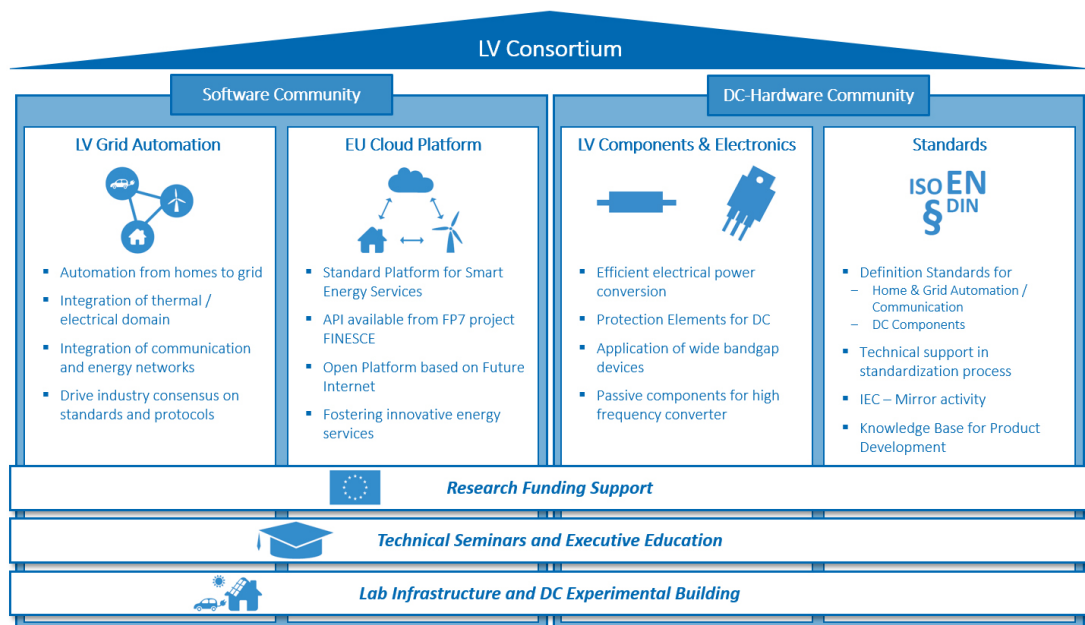 LV Consortium
Software Community
DC-Hardware Community
LV Grid Automation
▪ Automation from homes to grid
▪ Integration of thermal /
electrical domain
▪ Integration of communication
and energy networks
▪ Drive industry consensus on
standards and protocols
EU Cloud Platform
▪ Standard Platform for Smart
Energy Services
▪ API available from FP7 project
FINESCE
▪ Open Platform based on Future
Internet
▪ Fostering innovative energy
services
LV Components & Electronics
▪ Efficient electrical power
conversion
▪ Protection Elements for DC
▪ Application of wide bandgap
devices
▪ Passive components for high
frequency converter
Standards
ISO EN
§ DIN
▪ Definition Standards for
– Home & Grid Automation /
Communication
– DC Components
▪ Technical support in
standardization process
▪ IEC – Mirror activity
▪ Knowledge Base for Product
Development
Research Funding Support
Technical Seminars and Executive Education
Lab Infrastructure and DC Experimental Building